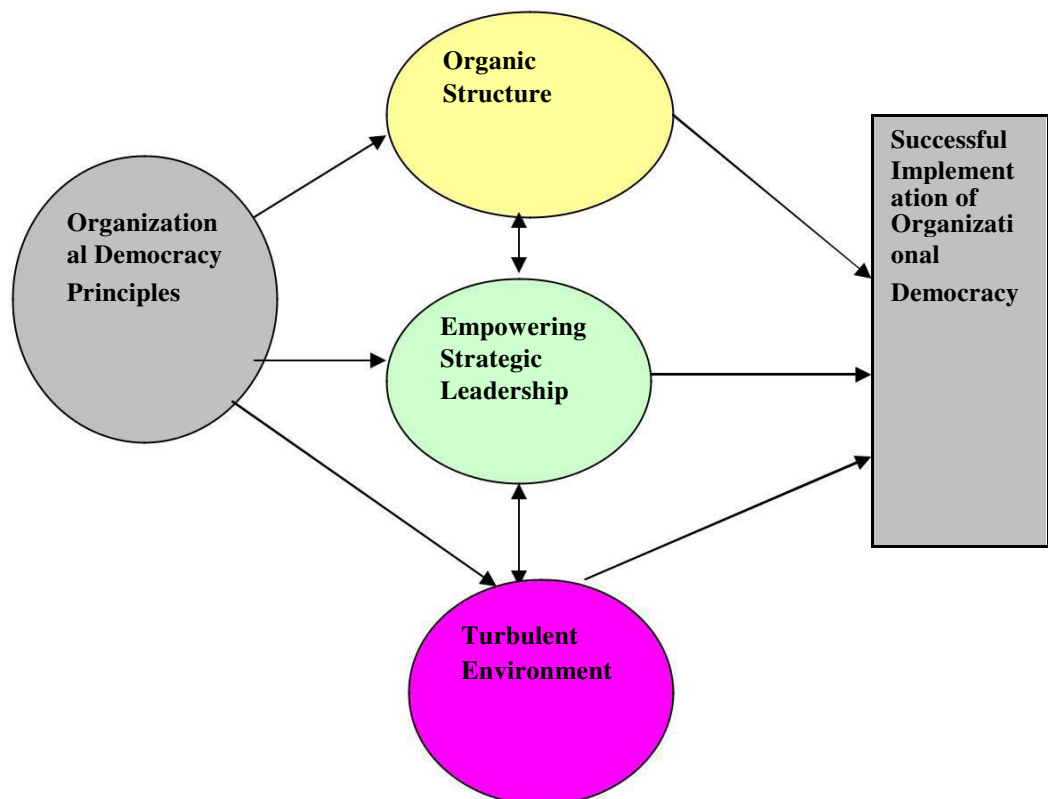 Organic
Structure
Organization
al Democracy
Principles
Empowering
Strategic
Leadership
Turbulent
Environment
Successful
Implement
ation of
Organizati
onal
Democracy